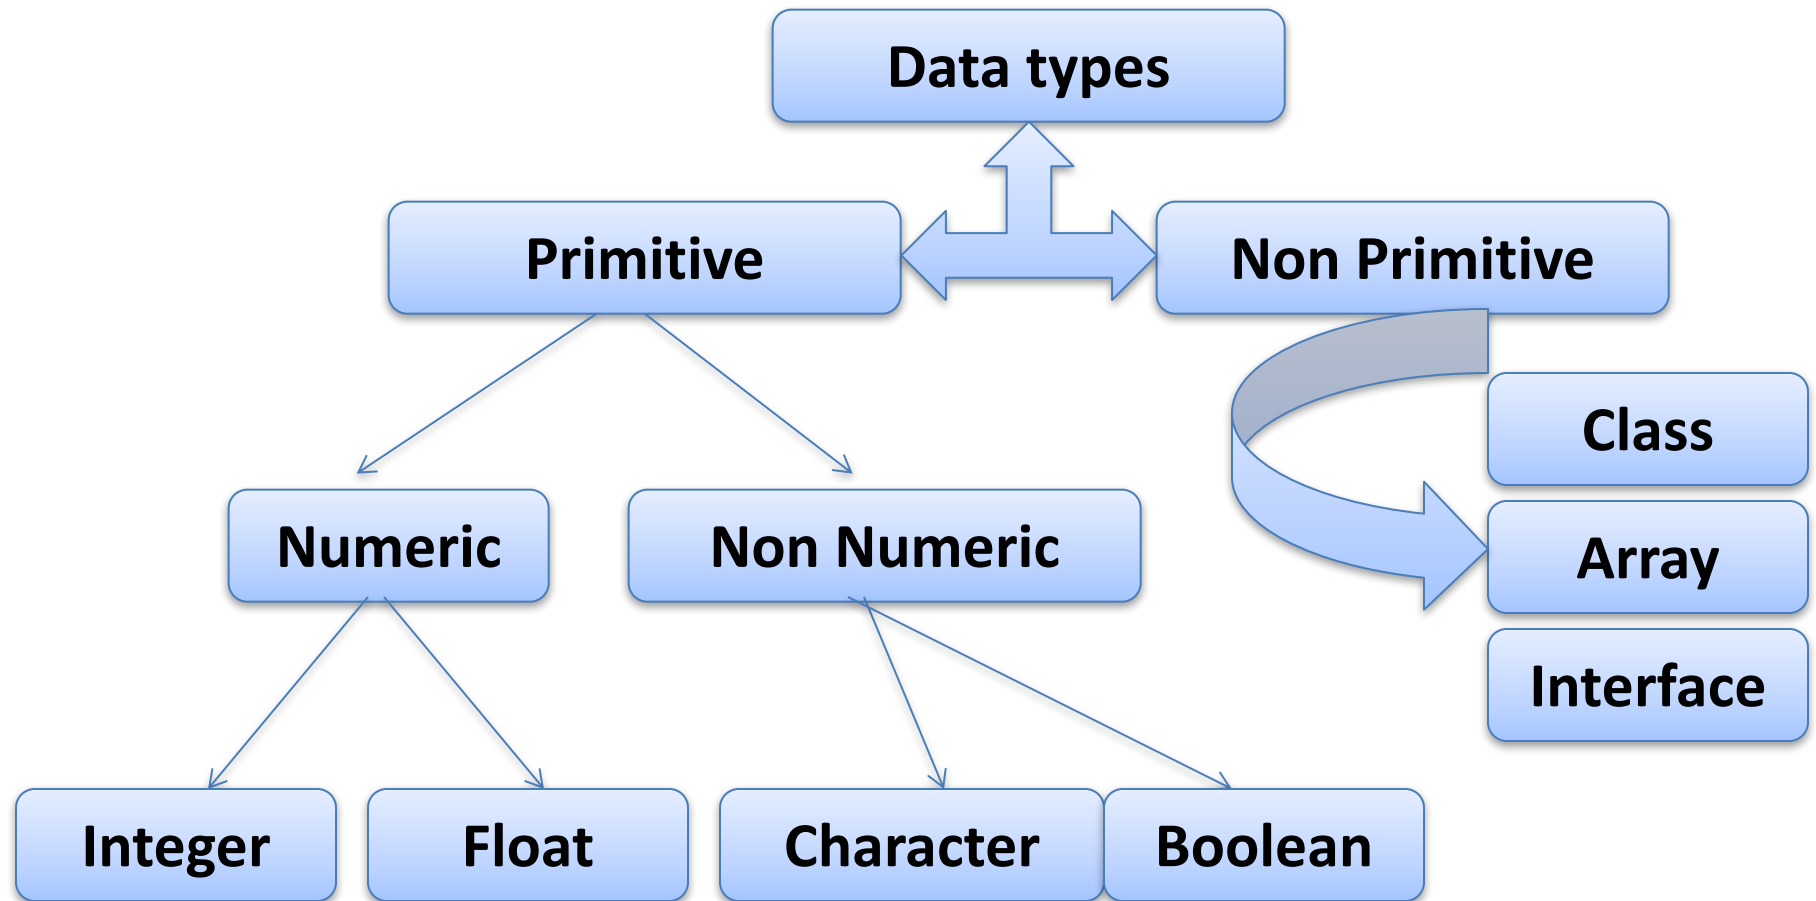 Data types
Primitive
Non Primitive
Class
Numeric
Non Numeric
Array
Interface
Integer
Float
Character
Boolean